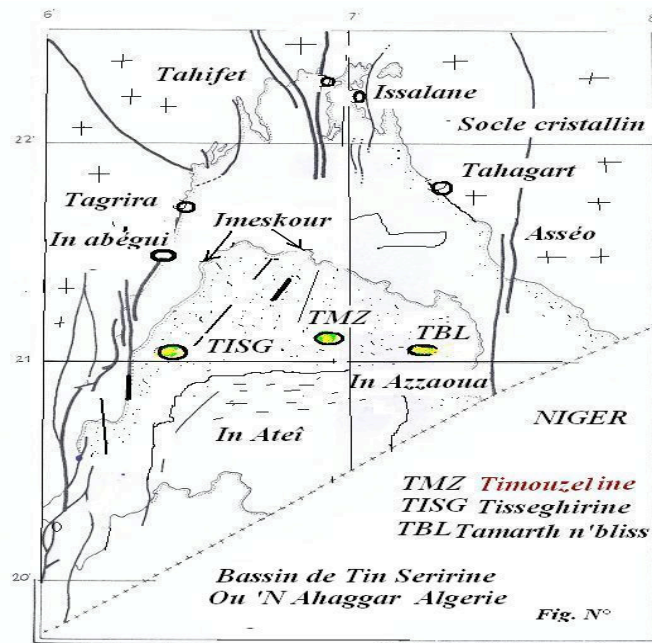 6'
7'
8'
Tahifet
Issalane
Socle cristallin
22'
Tahagart
Tagrira
Imeskour
In abégui
Asséo
TMZ
TISG
TBL
21
In Azzaoua
In Ateî
NIGER
TMZ Timouzeline
TISG Tisseghirine
TBL Tamarth n'bliss
20'
Bassin de Tin Seririne
Ou 'N Ahaggar Algerie
Fig. N°